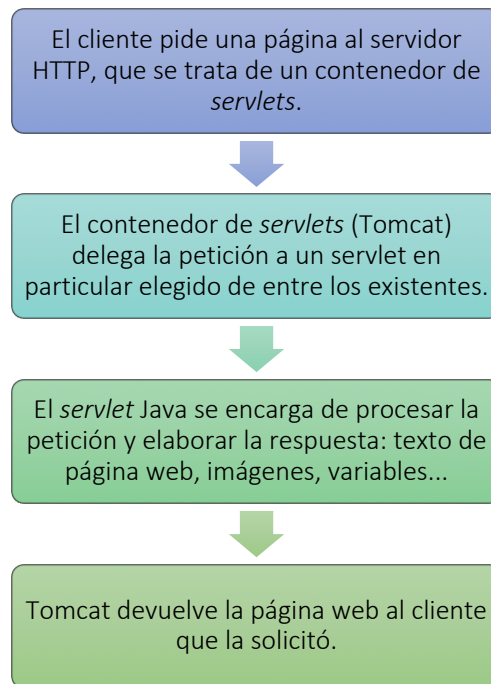 El cliente pide una página al servidor
HTTP, que se trata de un contenedor de
servlets.
El contenedor de servlets (Tomcat)
delega la petición a un servlet en
particular elegido de entre los existentes.
El servlet Java se encarga de procesar la
petición y elaborar la respuesta: texto de
página web, imágenes, variables...
Tomcat devuelve la página web al cliente
que la solicitó.